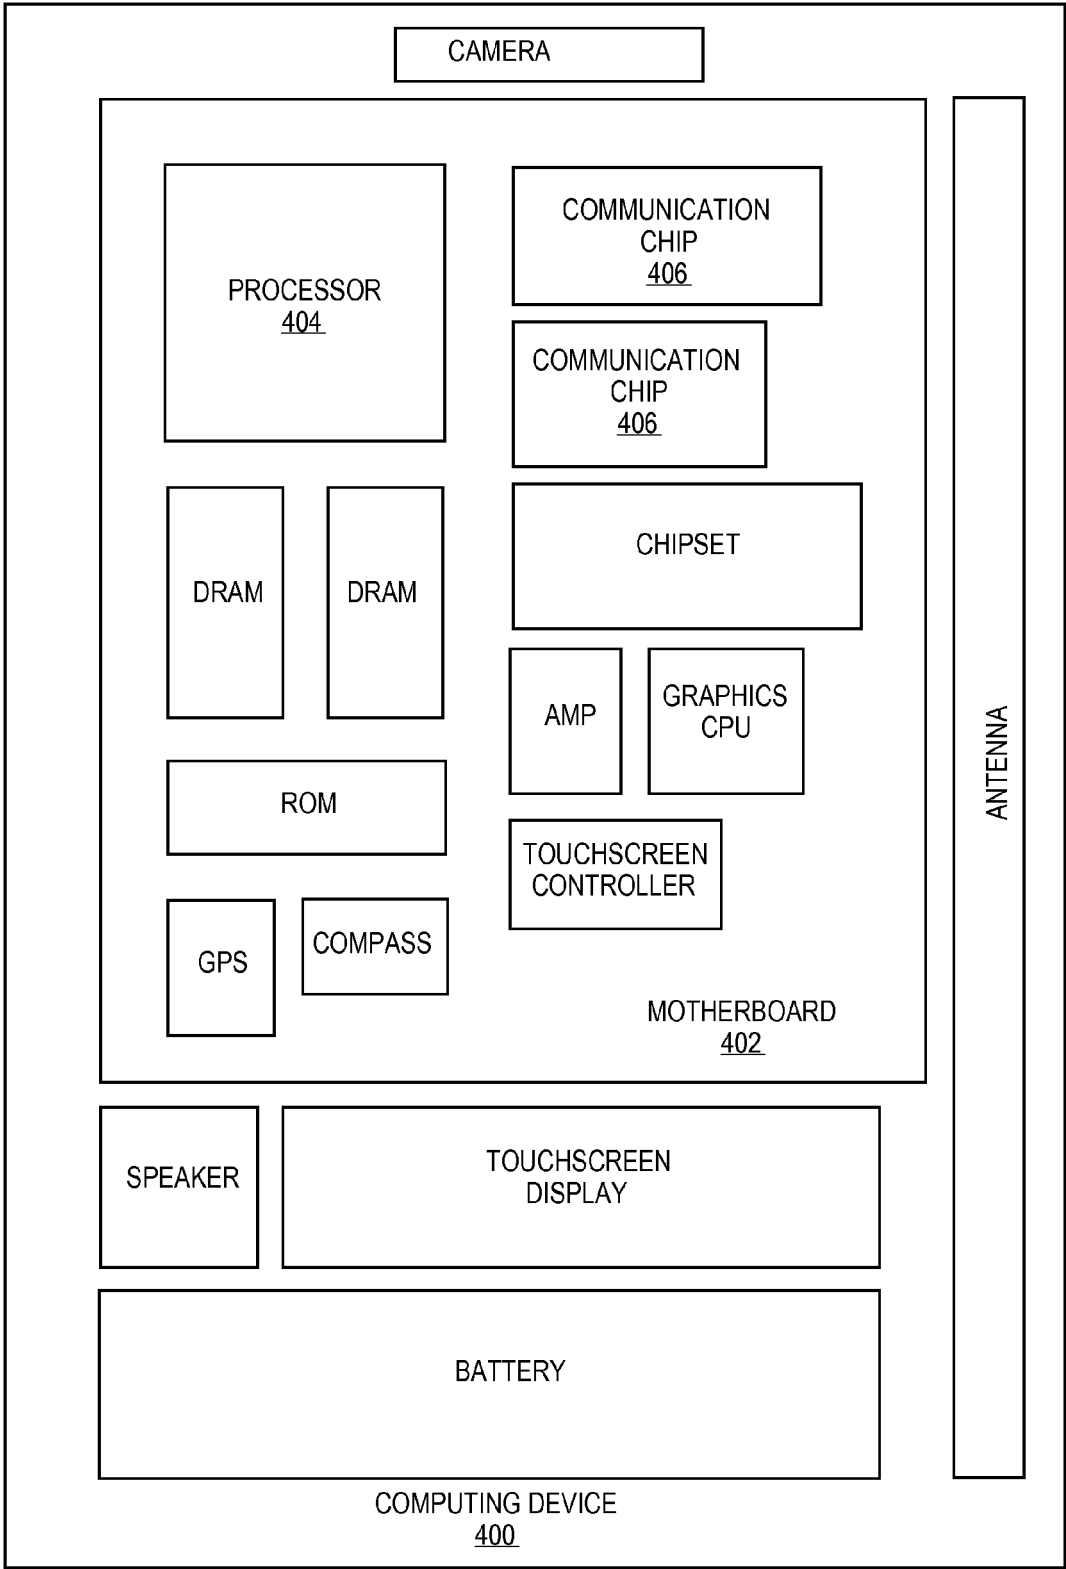 CAMERA
PROCESSOR
404
COMMUNICATION
CHIP
406
COMMUNICATION
CHIP
406
DRAM
DRAM
CHIPSET
AMP
GRAPHICS
CPU
ROM
TOUCHSCREEN
CONTROLLER
GPS
COMPASS
MOTHERBOARD
402
ANTENNA
SPEAKER
TOUCHSCREEN
DISPLAY
BATTERY
COMPUTING DEVICE
400